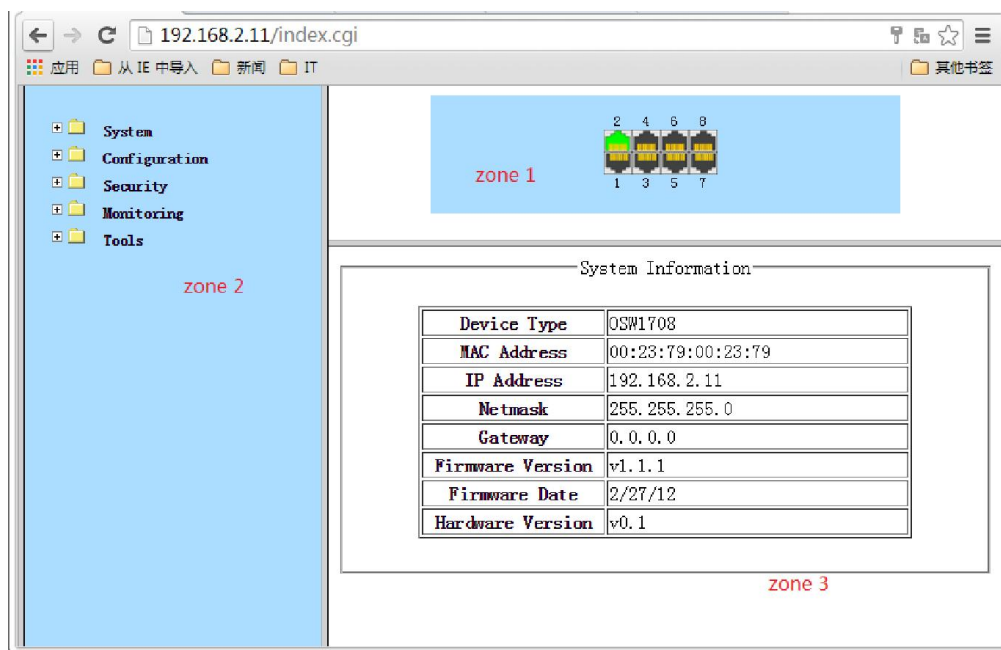 192.168.2.11/index.cgi
应用 从 IE 中导入 新闻 IT 其他书签
System
Configuration
Security
Monitoring
Tools
zone 2
2 4 6 8
zone 1
1 3 5 7
System Information
Device Type OSW1708
MAC Address 00:23:79:00:23:79
IP Address 192.168.2.11
Netmask 255.255.255.0
Gateway 0.0.0.0
Firmware Version v1.1.1
Firmware Date 2/27/12
Hardware Version v0.1
zone 3